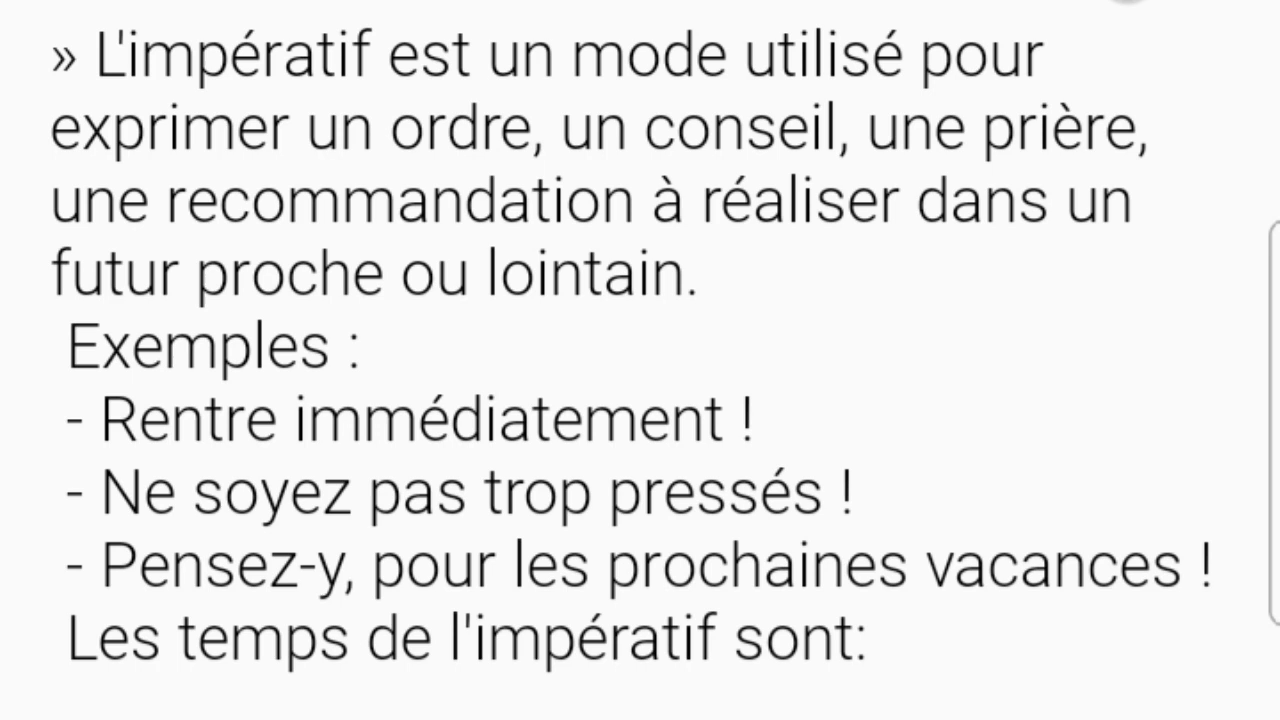 » L'impératif est un mode utilisé pour
exprimer un ordre, un conseil, une prière,
une recommandation à réaliser dans un
futur proche ou lointain.
Exemples :
- Rentre immédiatement !
- Ne soyez pas trop pressés !
- Pensez-y, pour les prochaines vacances !
Les temps de l'impératif sont: